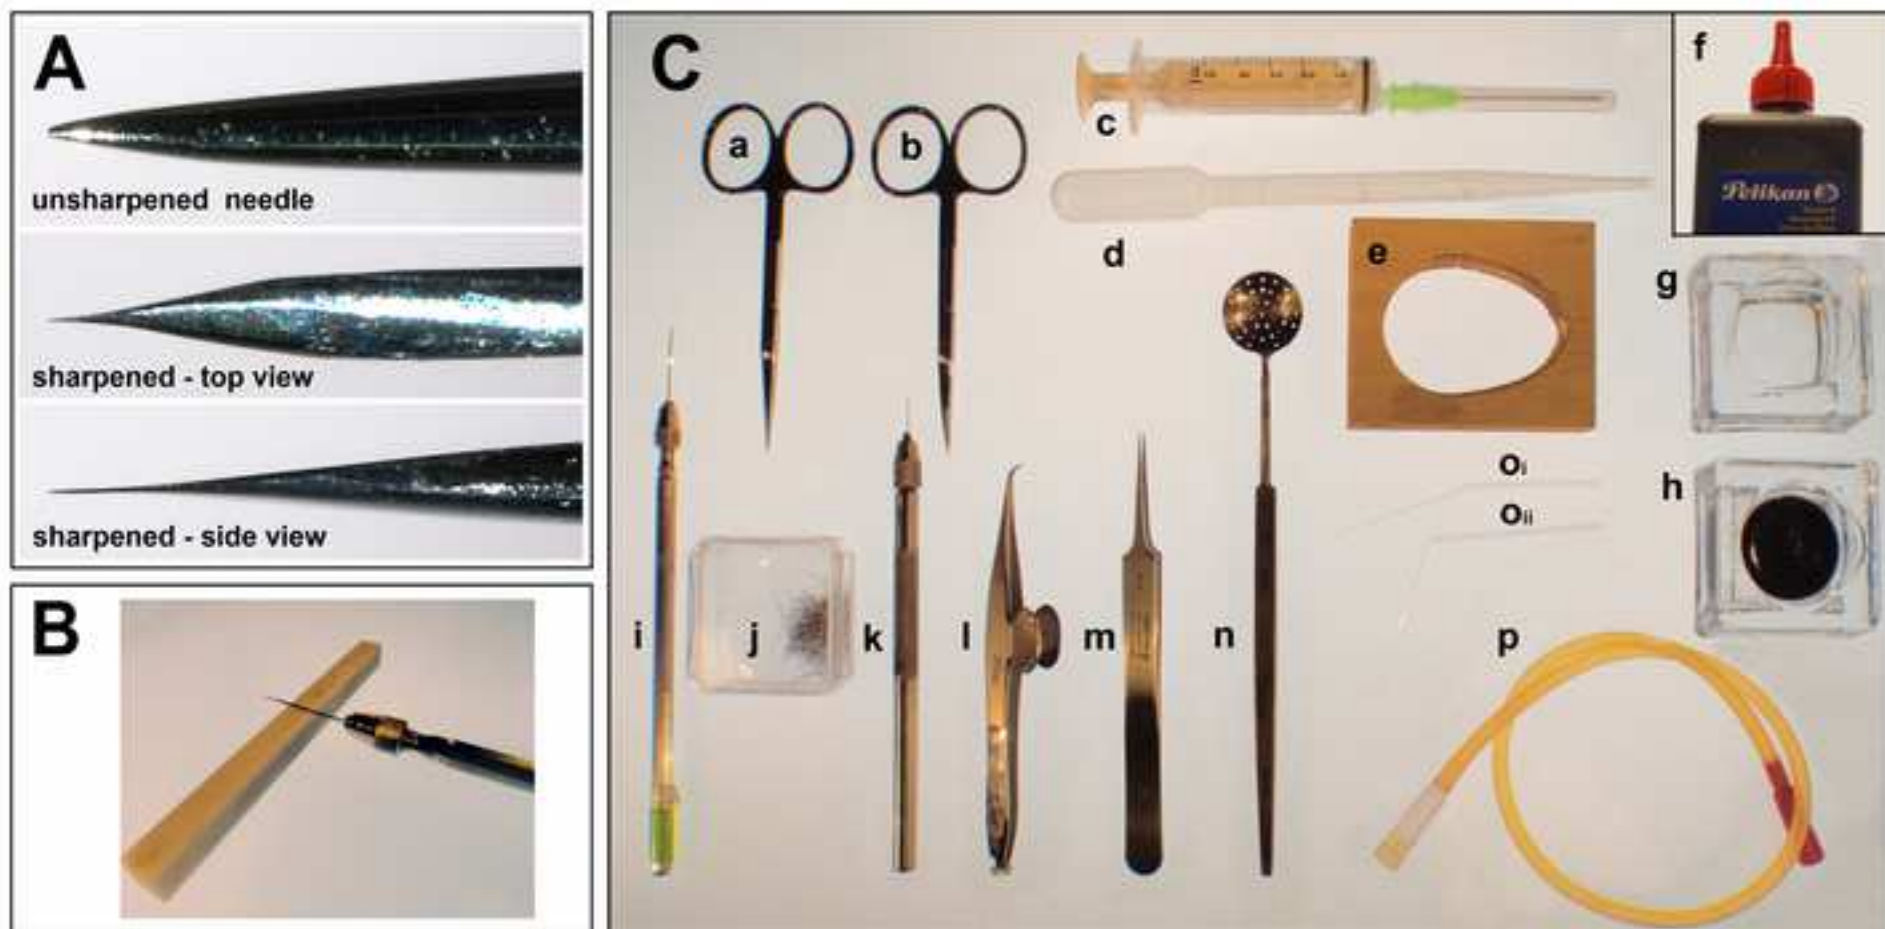 A
unsharpened needle
sharpened - top view
sharpened - side view
B
C
a
b
c
d
e
f
Pelikan
g
h
i
j
k
l
m
n
oi
oii
p